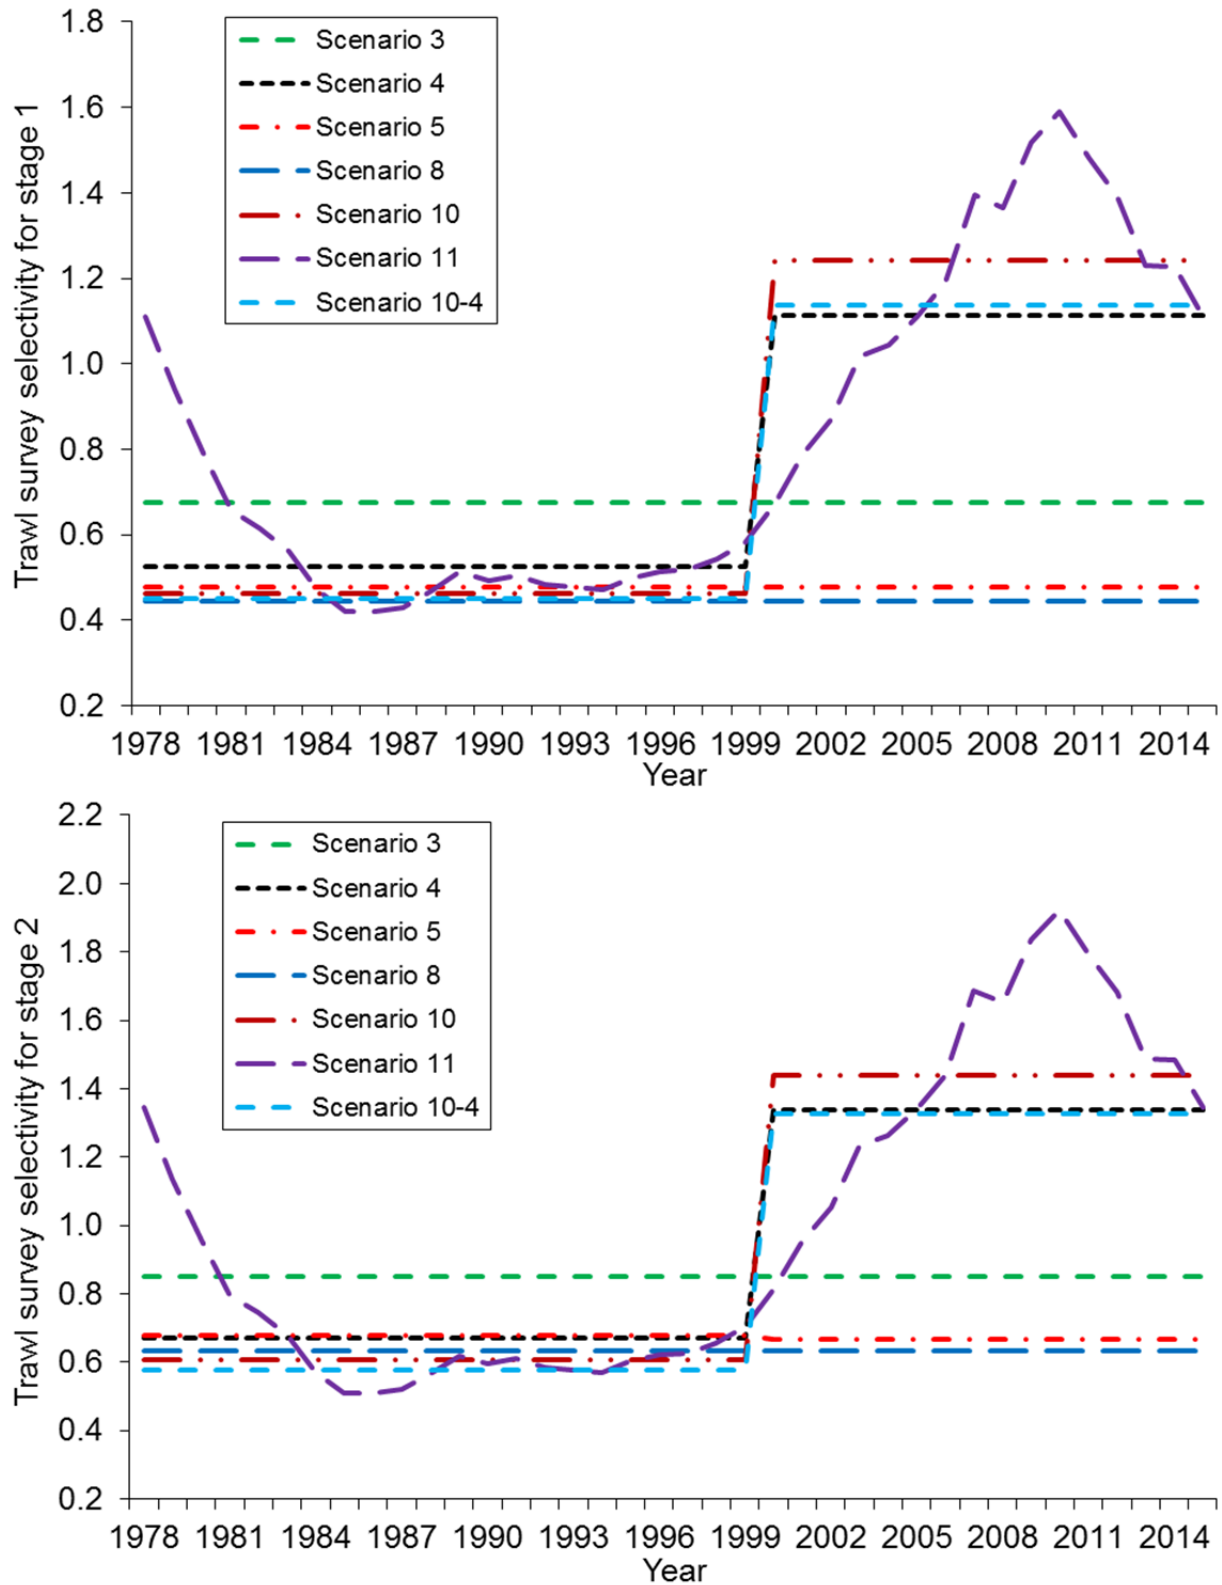 Trawl survey selectivity for stage 1
1.8
1.6
1.4
1.2
1.0
0.8
0.6
0.4
0.2
Scenario 3
Scenario 4
Scenario 5
Scenario 8
Scenario 10
Scenario 11
Scenario 10-4
1978 1981 1984 1987 1990 1993 1996 1999 2002 2005 2008 2011 2014
Year
Trawl survey selectivity for stage 2
2.2
2.0
1.8
1.6
1.4
1.2
1.0
0.8
0.6
0.4
0.2
Scenario 3
Scenario 4
Scenario 5
Scenario 8
Scenario 10
Scenario 11
Scenario 10-4
1978 1981 1984 1987 1990 1993 1996 1999 2002 2005 2008 2011 2014
Year